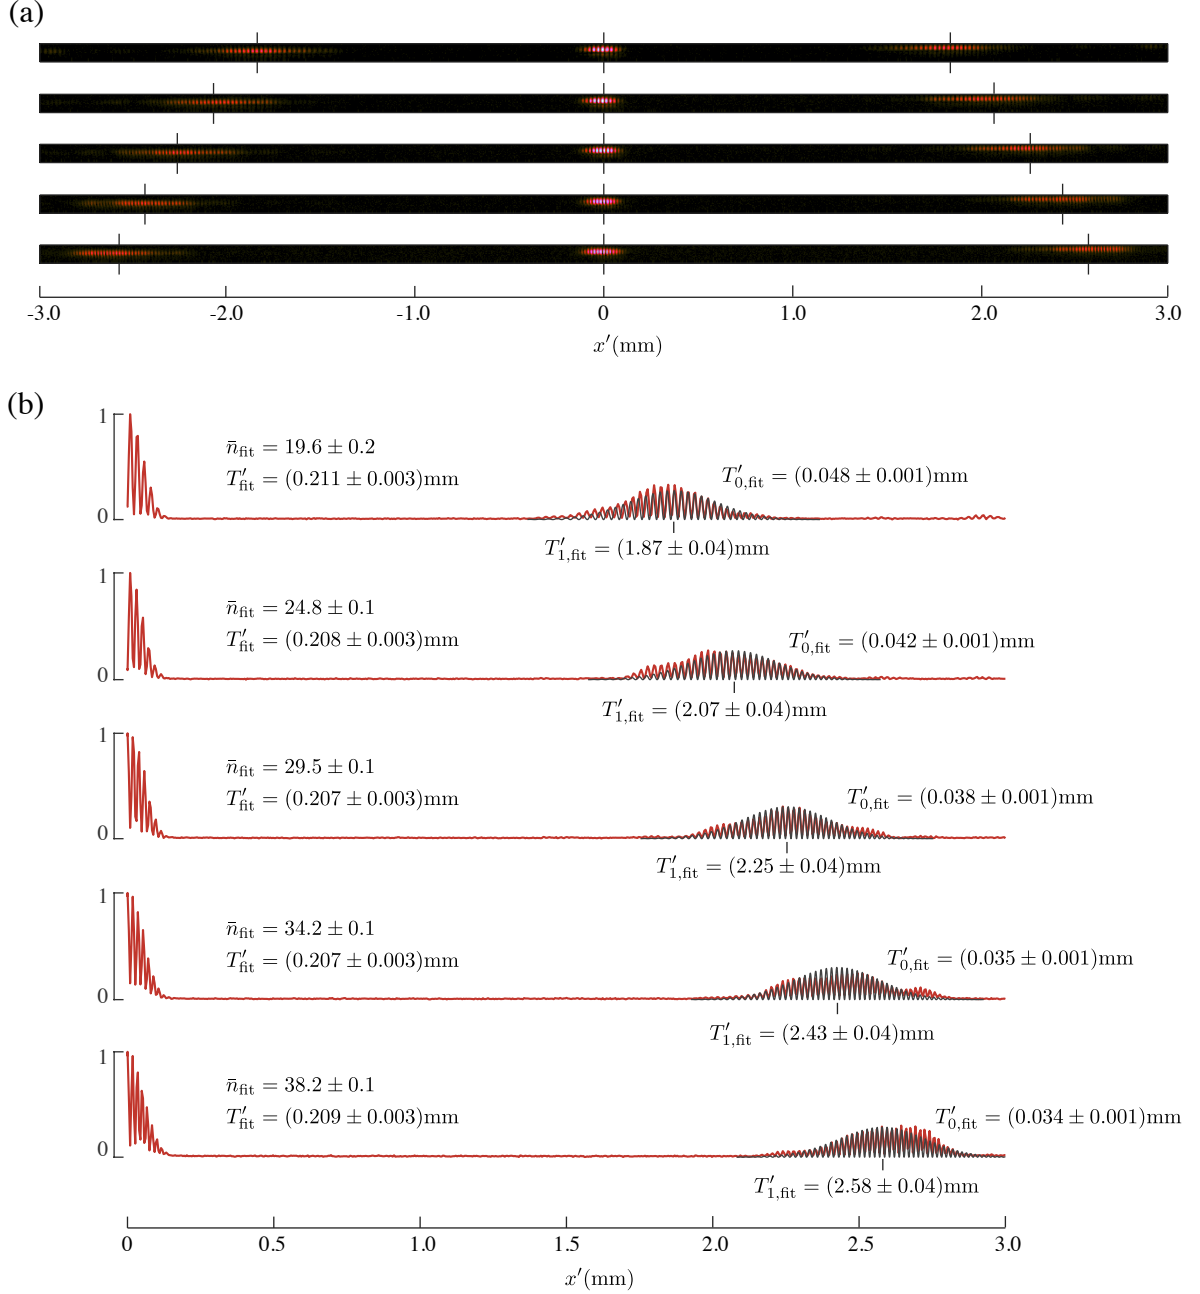 (a)
-3.0 -2.0 -1.0 0 1.0 2.0 3.0
x′(mm)
(b)
1
n̄fit = 19.6 ± 0.2
T′fit = (0.211 ± 0.003)mm
T′0,fit = (0.048 ± 0.001)mm
0
T′1,fit = (1.87 ± 0.04)mm
1
n̄fit = 24.8 ± 0.1
T′fit = (0.208 ± 0.003)mm
T′0,fit = (0.042 ± 0.001)mm
0
T′1,fit = (2.07 ± 0.04)mm
1
n̄fit = 29.5 ± 0.1
T′fit = (0.207 ± 0.003)mm
T′0,fit = (0.038 ± 0.001)mm
0
T′1,fit = (2.25 ± 0.04)mm
1
n̄fit = 34.2 ± 0.1
T′fit = (0.207 ± 0.003)mm
T′0,fit = (0.035 ± 0.001)mm
0
T′1,fit = (2.43 ± 0.04)mm
1
n̄fit = 38.2 ± 0.1
T′fit = (0.209 ± 0.003)mm
T′0,fit = (0.034 ± 0.001)mm
0
T′1,fit = (2.58 ± 0.04)mm
0 0.5 1.0 1.5 2.0 2.5 3.0
x′(mm)